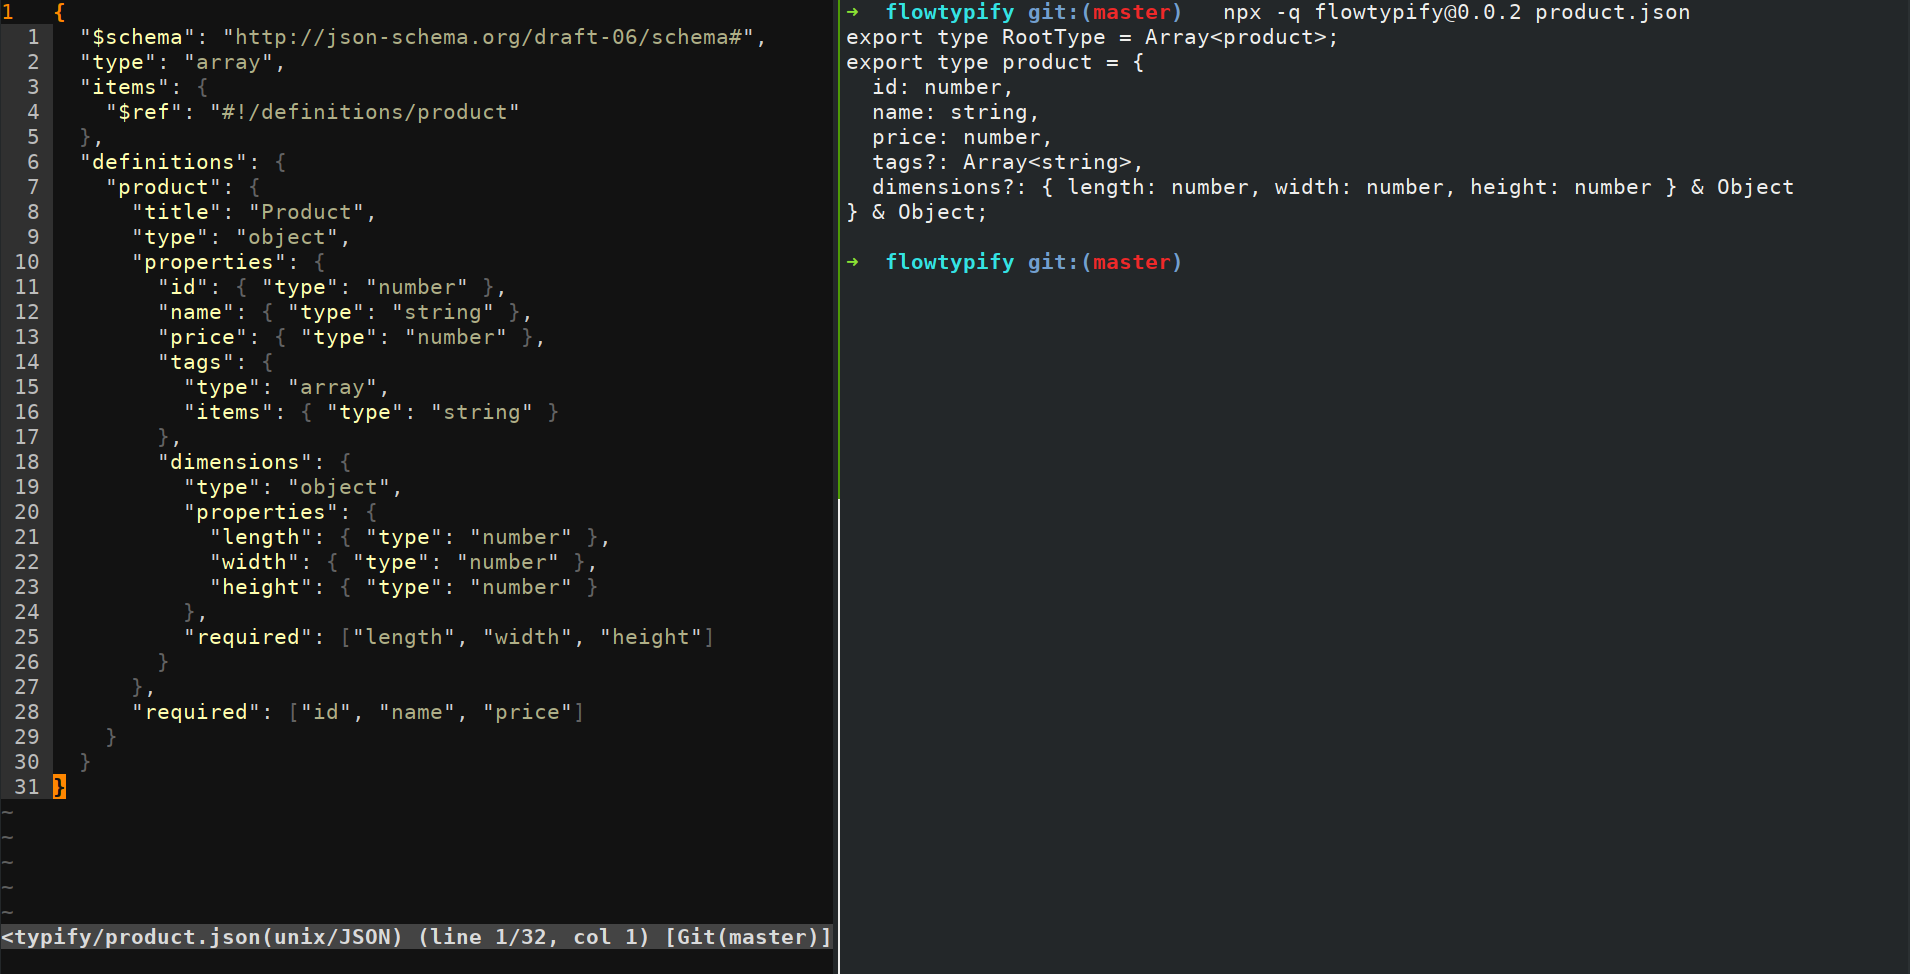 1   {
  1   "$schema": "http://json-schema.org/draft-06/schema#",
  2   "type": "array",
  3   "items": {
  4     "$ref": "#!/definitions/product"
  5   },
  6   "definitions": {
  7     "product": {
  8       "title": "Product",
  9       "type": "object",
 10       "properties": {
 11         "id": { "type": "number" },
 12         "name": { "type": "string" },
 13         "price": { "type": "number" },
 14         "tags": {
 15           "type": "array",
 16           "items": { "type": "string" }
 17         },
 18         "dimensions": {
 19           "type": "object",
 20           "properties": {
 21             "length": { "type": "number" },
 22             "width": { "type": "number" },
 23             "height": { "type": "number" }
 24           },
 25           "required": ["length", "width", "height"]
 26         }
 27       },
 28       "required": ["id", "name", "price"]
 29     }
 30   }
 31 }
~
~
~
~
~
<typify/product.json(unix/JSON) (line 1/32, col 1) [Git(master)]
➜  flowtypify git:(master)   npx -q flowtypify@0.0.2 product.json
export type RootType = Array<product>;
export type product = {
  id: number,
  name: string,
  price: number,
  tags?: Array<string>,
  dimensions?: { length: number, width: number, height: number } & Object
} & Object;
➜  flowtypify git:(master)